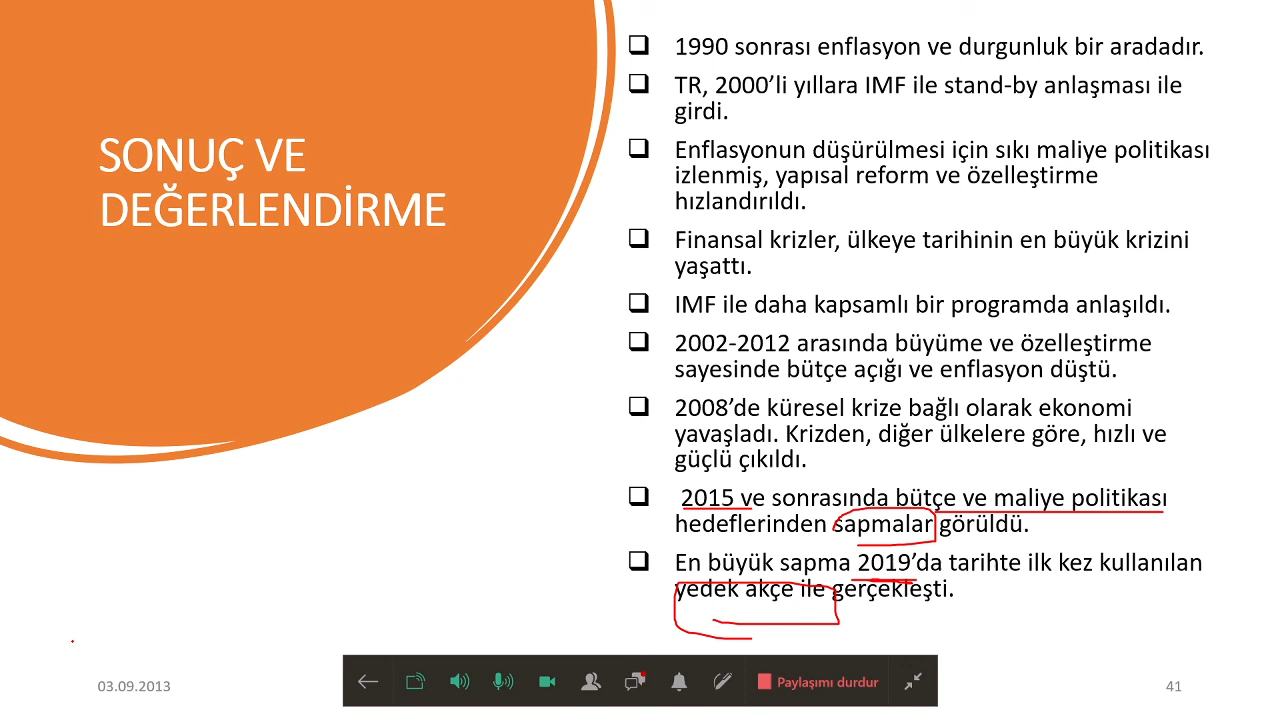 SONUÇ VE
DEĞERLENDİRME
1990 sonrası enflasyon ve durgunluk bir aradadır.
TR, 2000’li yıllara IMF ile stand-by anlaşması ile
girdi.
Enflasyonun düşürülmesi için sıkı maliye politikası
izlenmiş, yapısal reform ve özelleştirme
hızlandırıldı.
Finansal krizler, ülkeye tarihinin en büyük krizini
yaşattı.
IMF ile daha kapsamlı bir programda anlaşıldı.
2002-2012 arasında büyüme ve özelleştirme
sayesinde bütçe açığı ve enflasyon düştü.
2008’de küresel krize bağlı olarak ekonomi
yavaşladı. Krizden, diğer ülkelere göre, hızlı ve
güçlü çıkıldı.
2015 ve sonrasında bütçe ve maliye politikası
hedeflerinden sapmalar görüldü.
En büyük sapma 2019’da tarihte ilk kez kullanılan
yedek akçe ile gerçekleşti.
03.09.2013
Paylaşımı durdur
41